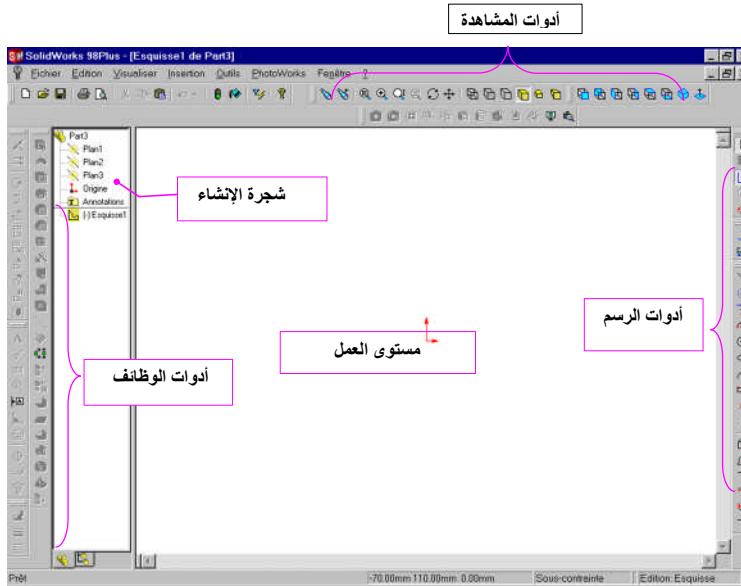 أدوات المشاهدة
SolidWorks 98Plus - [Esquisse1 de Part3]
Fichier Edition Visualiser Insertion Outils PhotoWorks Fenêtre ?
Part3
Plan1
Plan2
Plan3
Origine
Annotations
(-) Esquisse1
شجرة الإنشاء
أدوات الرسم
مستوى العمل
أدوات الوظائف
Prêt
-70.00mm 110.00mm 0.00mm
Sous-contrainte
Edition: Esquisse